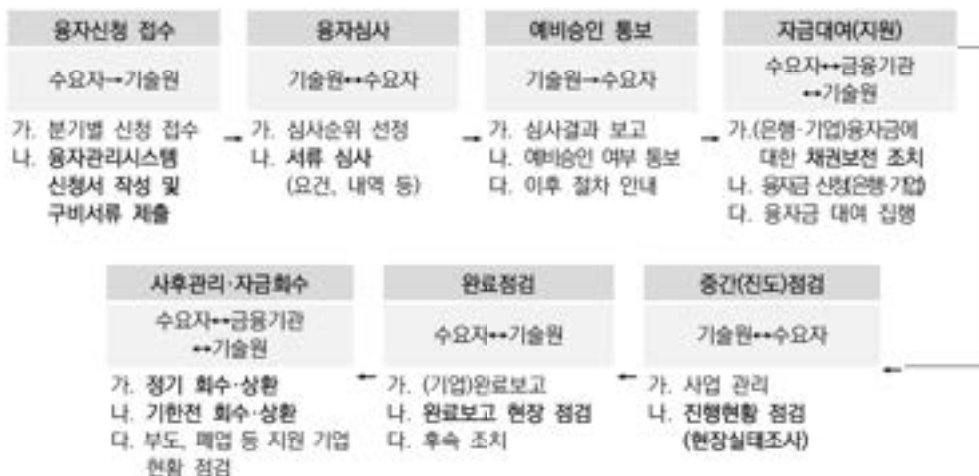 융자신청 접수
수요자→기술원
가. 분기별 신청 접수
나. 융자관리시스템
신청서 작성 및
구비서류 제출
융자심사
기술원↔수요자
가. 심사순위 선정
나. 서류 심사
(요건, 내역 등)
예비승인 통보
기술원→수요자
가. 심사결과 보고
나. 예비승인 여부 통보
다. 이후 절차 안내
자금대여(지원)
수요자↔금융기관
↔기술원
가.(은행·기업)융자금에
대한 채권보전 조치
나. 융자금 신청(은행·기업)
다. 융자금 대여 집행
중간(진도)점검
기술원↔수요자
가. 사업 관리
나. 진행현황 점검
(현장실태조사)
완료점검
수요자↔기술원
가. (기업)완료보고
나. 완료보고 현장 점검
다. 후속 조치
사후관리·자금회수
수요자↔금융기관
↔기술원
가. 정기 회수·상환
나. 기한전 회수·상환
다. 부도, 폐업 등 지원 기업
현황 점검